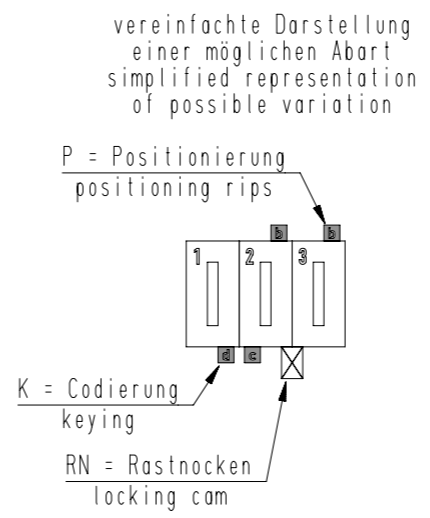 vereinfachte Darstellung
einer möglichen Abart
simplified representation
of possible variation
P = Positionierung
positioning rips
b b
1 2 3
d c
K = Codierung
keying
RN = Rastnocken
locking cam